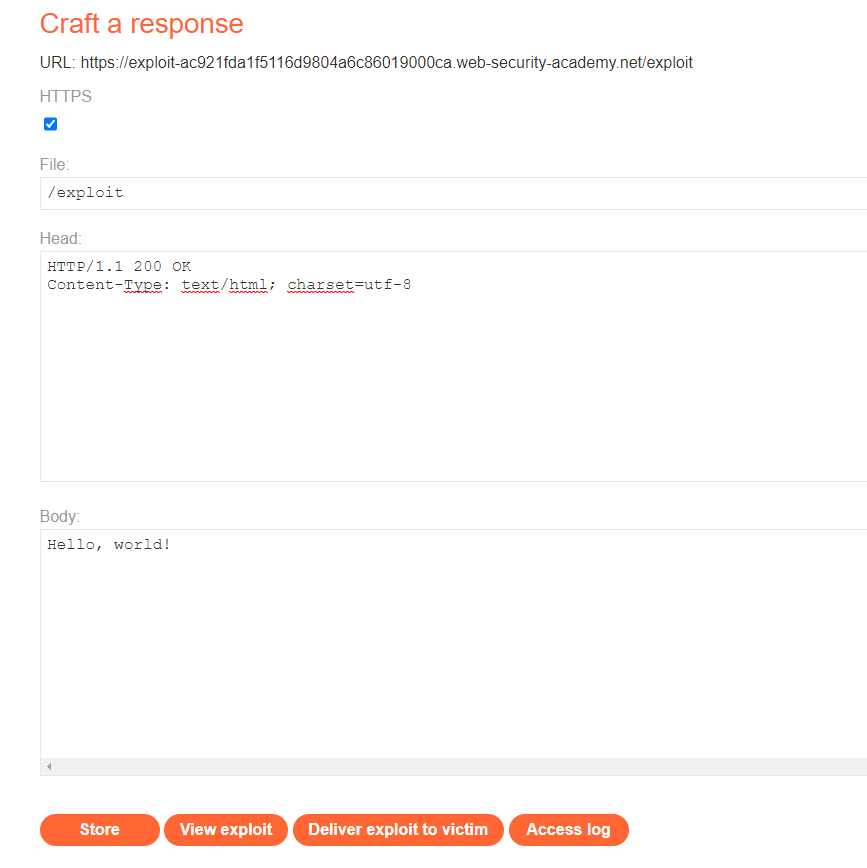 Craft a response
URL: https://exploit-ac921fda1f5116d9804a6c86019000ca.web-security-academy.net/exploit
HTTPS
File:
/exploit
Head:
HTTP/1.1 200 OK
Content-Type: text/html; charset=utf-8
Body:
Hello, world!
Store View exploit Deliver exploit to victim Access log